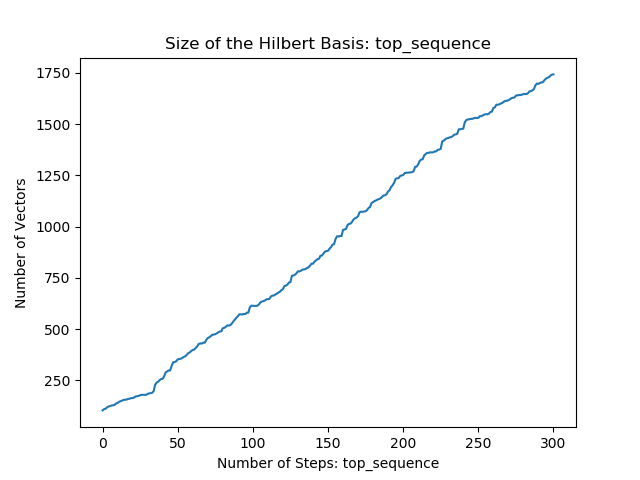 Size of the Hilbert Basis: top_sequence
Number of Vectors
1750
1500
1250
1000
750
500
250
0 50 100 150 200 250 300
Number of Steps: top_sequence